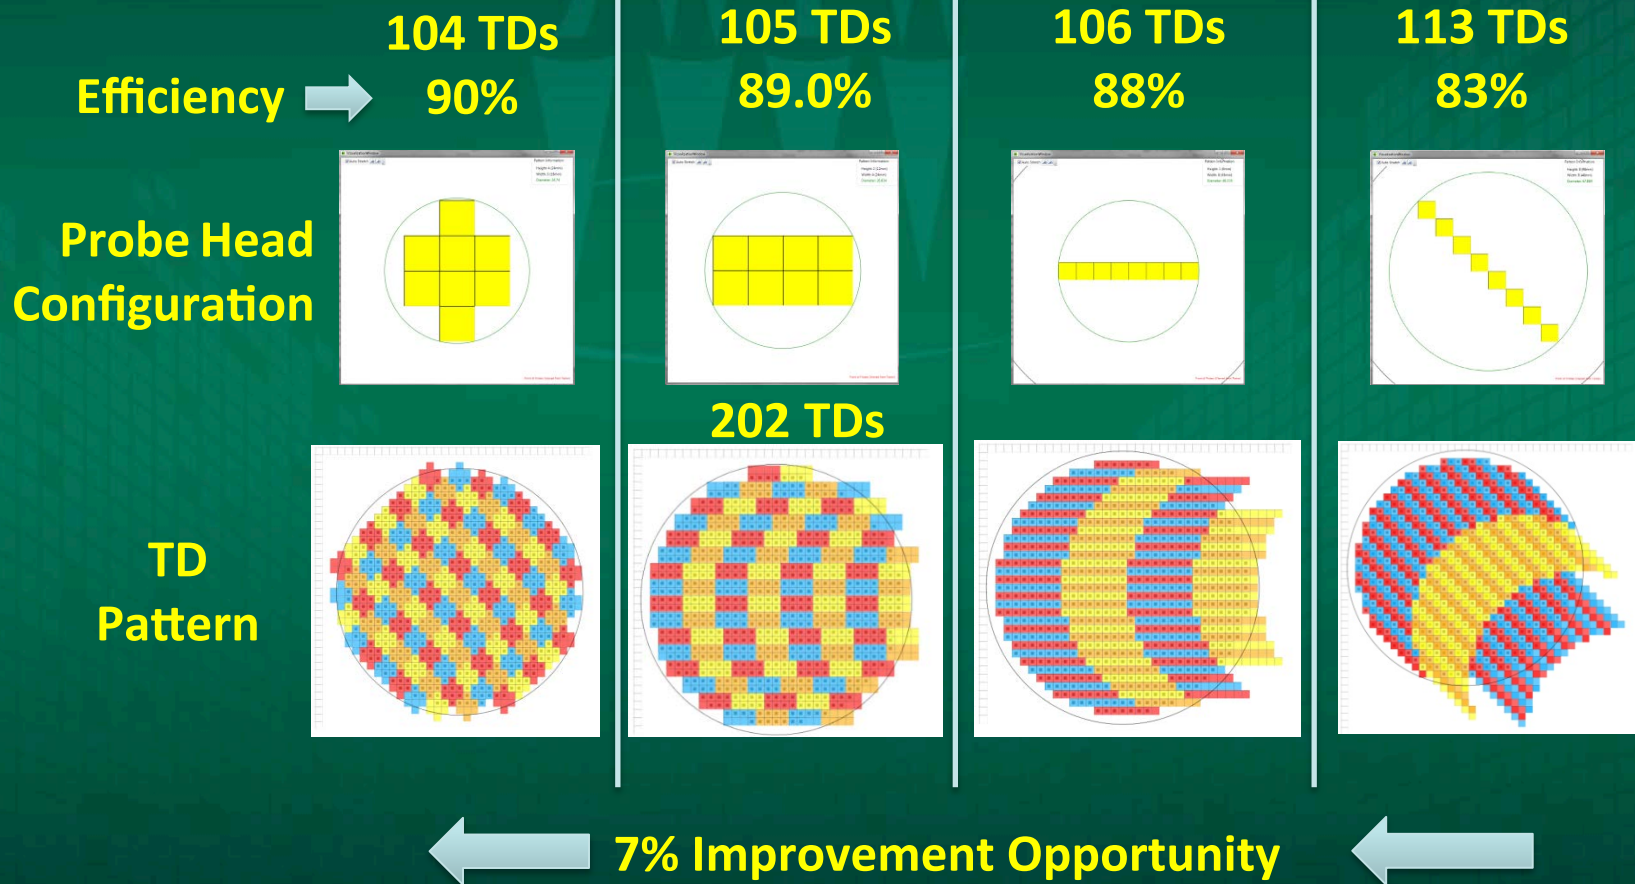 104 TDs
105 TDs
106 TDs
113 TDs
Efficiency
90%
89.0%
88%
83%
Probe Head
Configuration
202 TDs
TD
Pattern
7% Improvement Opportunity